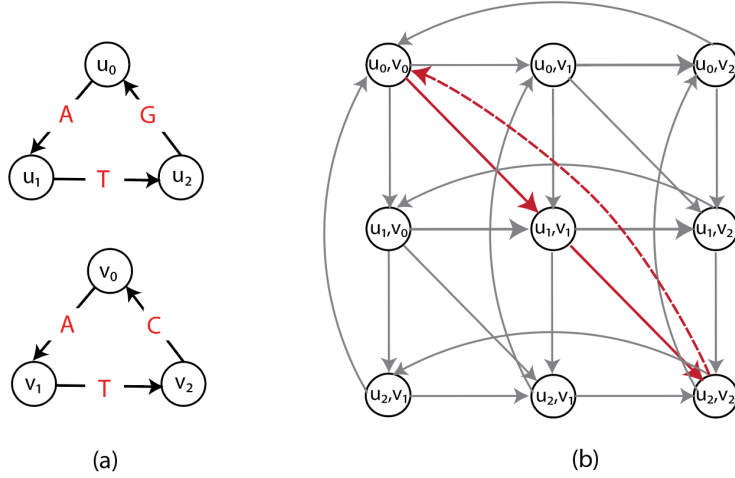 u₀
A G
u₁ T u₂
v₀
A C
v₁ T v₂
(a)
u₀,v₀ u₀,v₁ u₀,v₂
u₁,v₀ u₁,v₁ u₁,v₂
u₂,v₁ u₂,v₁ u₂,v₂
(b)